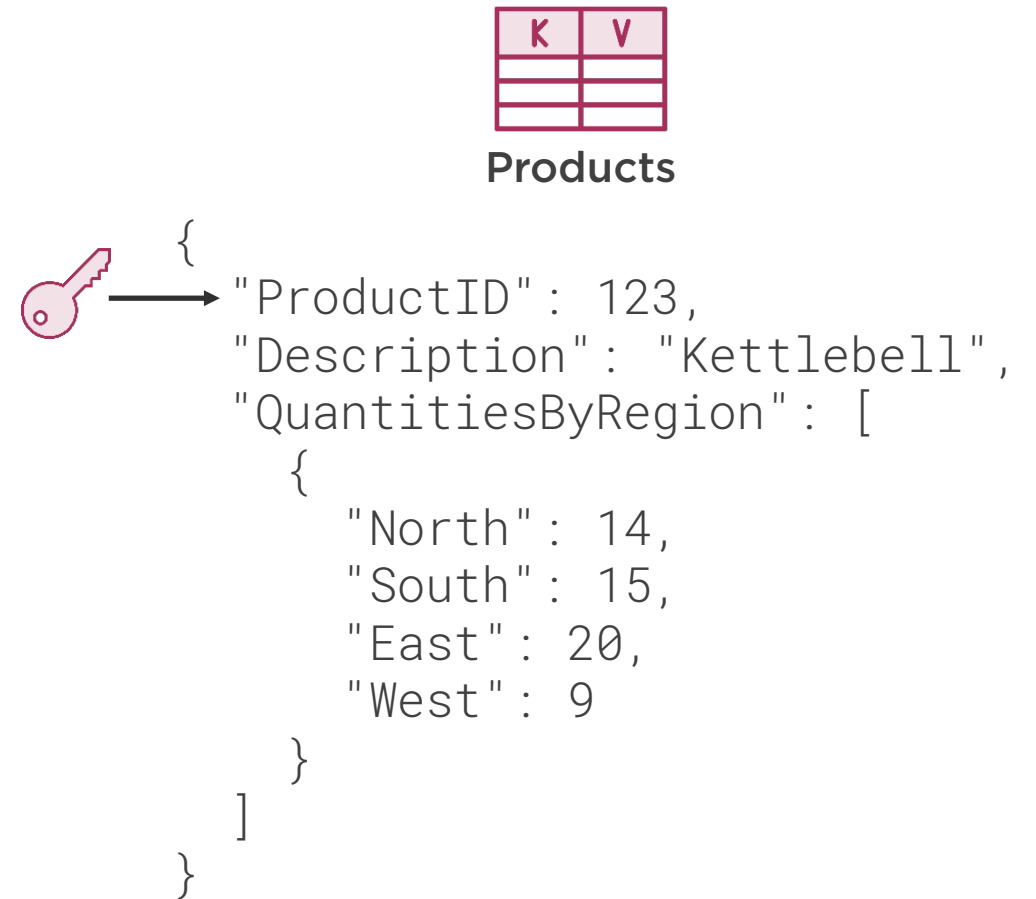 K V
Products
{
"ProductID": 123,
"Description": "Kettlebell",
"QuantitiesByRegion": [
{
"North": 14,
"South": 15,
"East": 20,
"West": 9
}
]
}